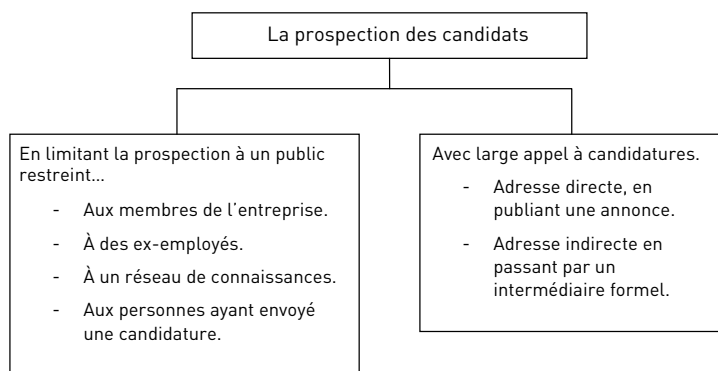 La prospection des candidats
En limitant la prospection à un public
restreint...
- Aux membres de l'entreprise.
- À des ex-employés.
- À un réseau de connaissances.
- Aux personnes ayant envoyé
une candidature.
Avec large appel à candidatures.
- Adresse directe, en
publiant une annonce.
- Adresse indirecte en
passant par un
intermédiaire formel.